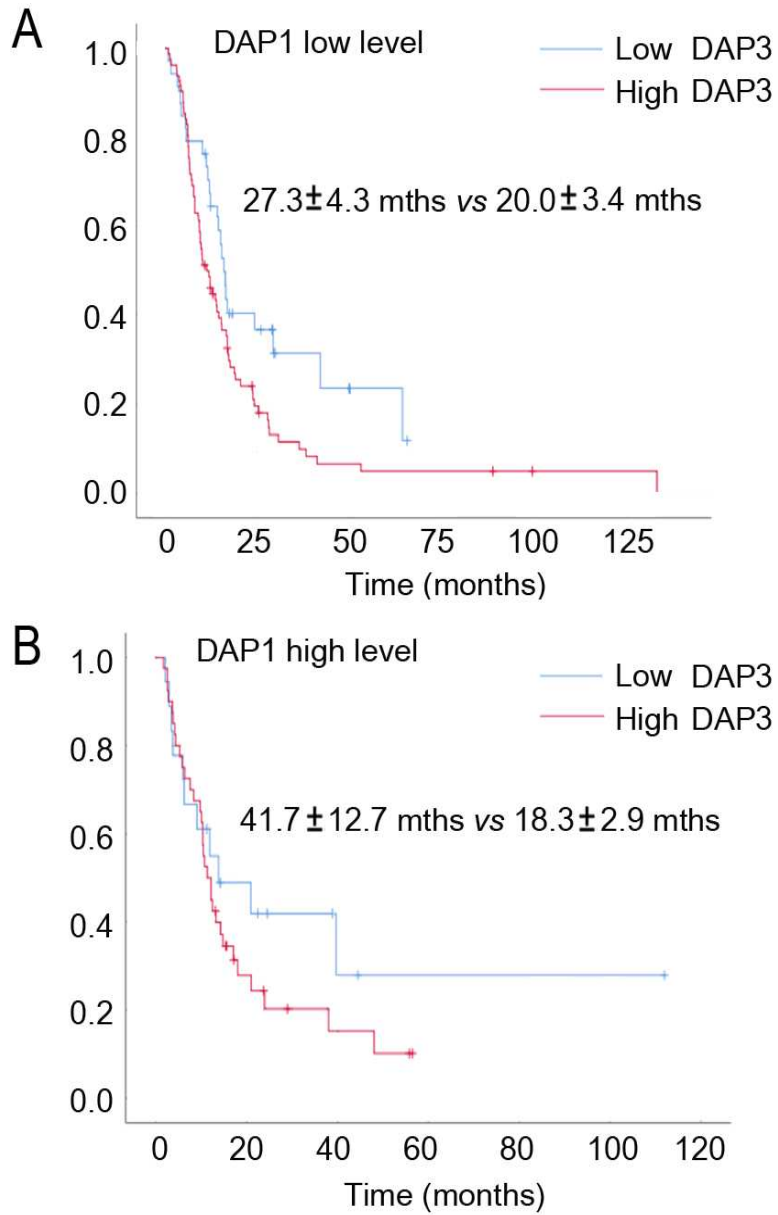 A
DAP1 low level
Low DAP3
High DAP3
27.3±4.3 mths vs 20.0±3.4 mths
1.0
0.8
0.6
0.4
0.2
0.0
0 25 50 75 100 125
Time (months)
B
DAP1 high level
Low DAP3
High DAP3
41.7±12.7 mths vs 18.3±2.9 mths
1.0
0.8
0.6
0.4
0.2
0.0
0 20 40 60 80 100 120
Time (months)